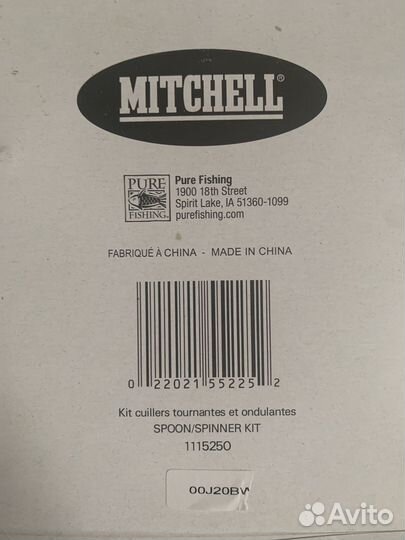 MITCHELL®
PURE FISHING
Pure Fishing
1900 18th Street
Spirit Lake, IA 51360-1099
purefishing.com
FABRIQUÉ À CHINA - MADE IN CHINA
0 22021 55225 2
Kit cuillers tournantes et ondulantes
SPOON/SPINNER KIT
1115250
00J20BW
Avito